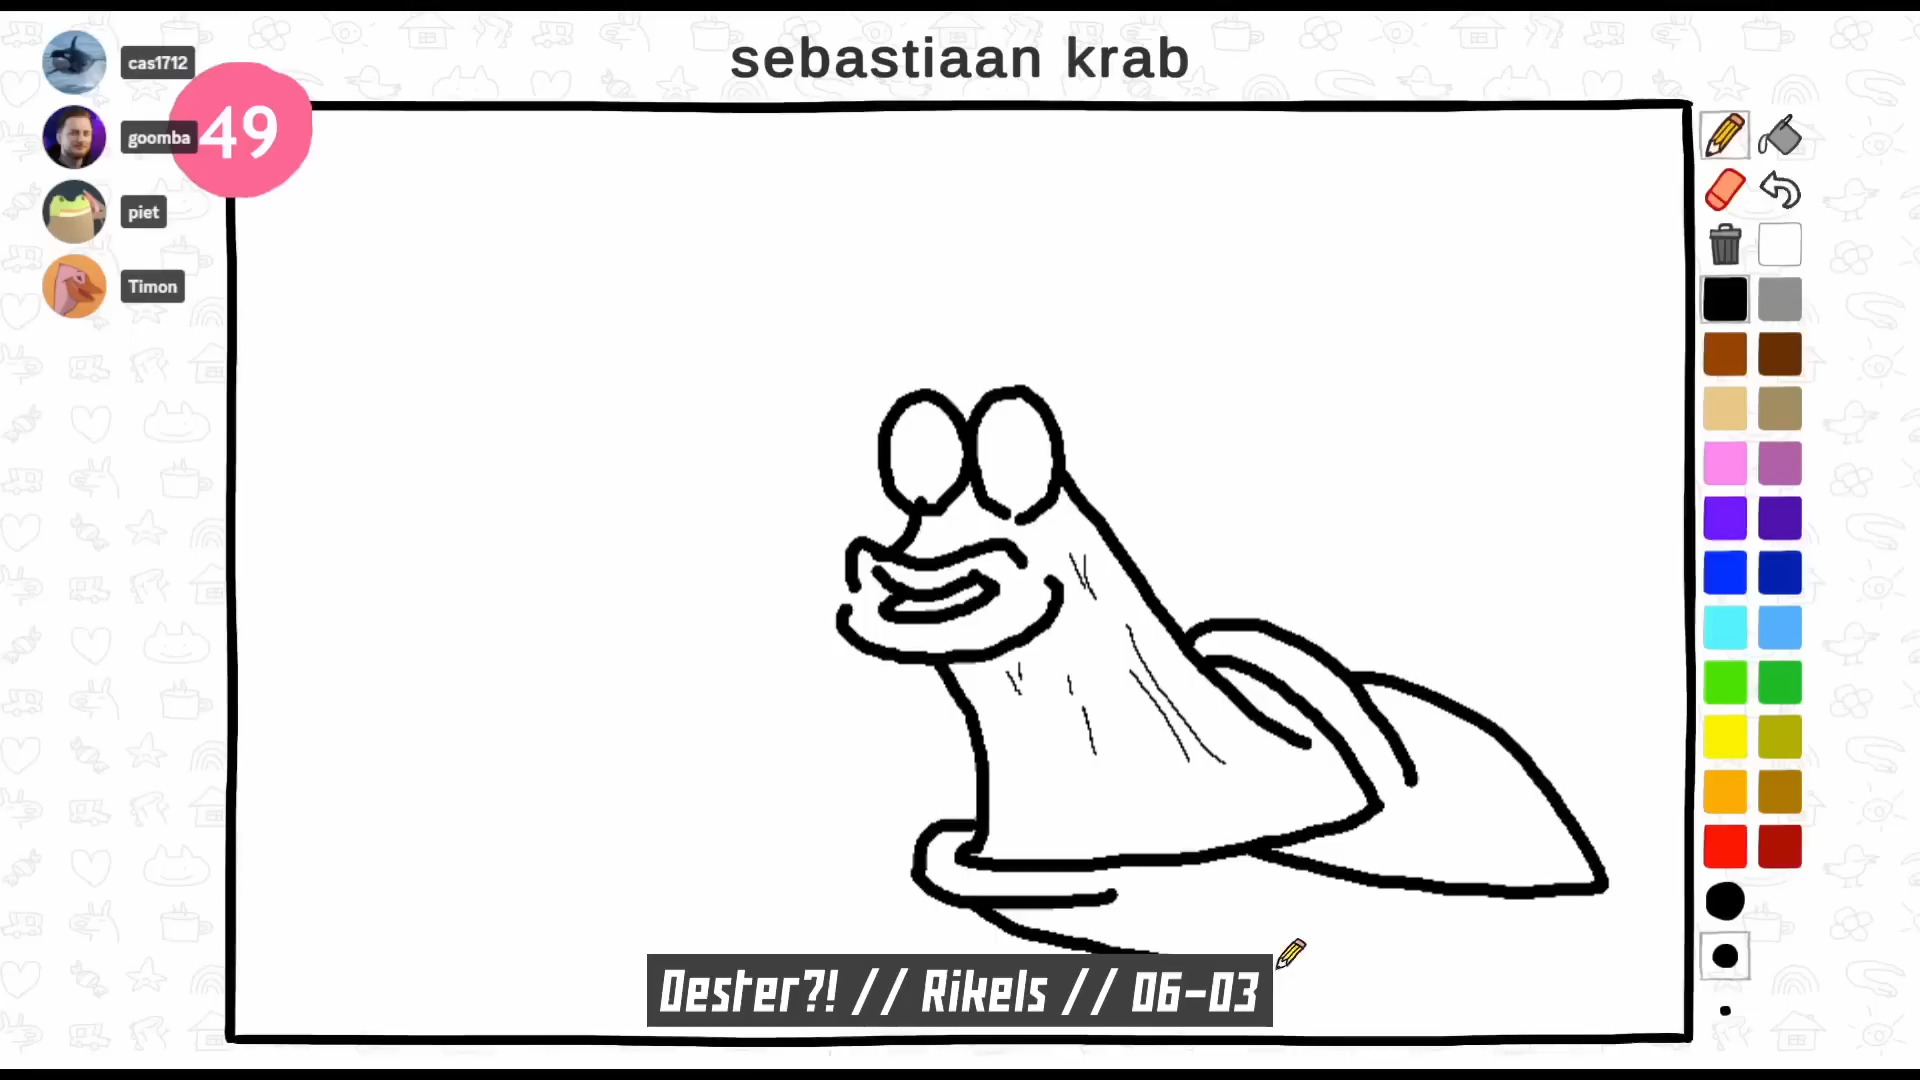 sebastiaan krab
cas1712
49
goomba
piet
Timon
Oester?! // Rikels // 06-03